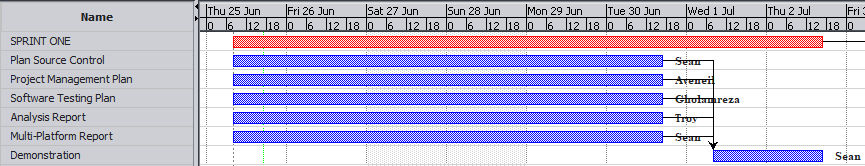 Name
Thu 25 Jun Fri 26 Jun Sat 27 Jun Sun 28 Jun Mon 29 Jun Tue 30 Jun Wed 1 Jul Thu 2 Jul Fri 3
0 6 12 18 0 6 12 18 0 6 12 18 0 6 12 18 0 6 12 18 0 6 12 18 0 6 12 18 0 6 12 18 0
SPRINT ONE
Plan Source Control Sean
Project Management Plan Aveneil
Software Testing Plan Gholamreza
Analysis Report Troy
Multi-Platform Report Sean
Demonstration Sean